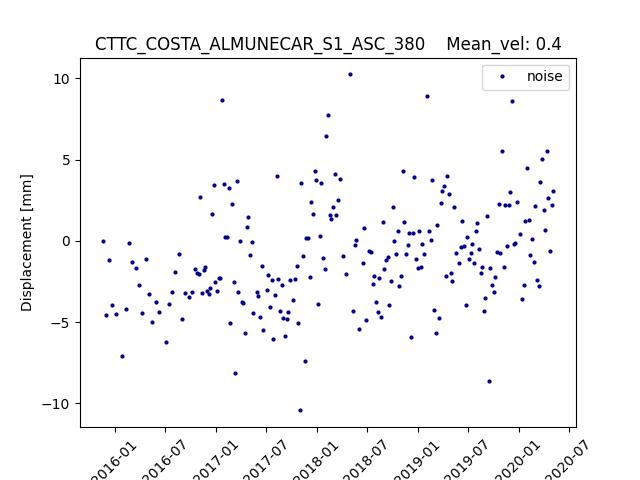 CTTC_COSTA_ALMUNECAR_S1_ASC_380    Mean_vel: 0.4
noise
Displacement [mm]
10
5
0
−5
−10
2016-01 2016-07 2017-01 2017-07 2018-01 2018-07 2019-01 2019-07 2020-01 2020-07